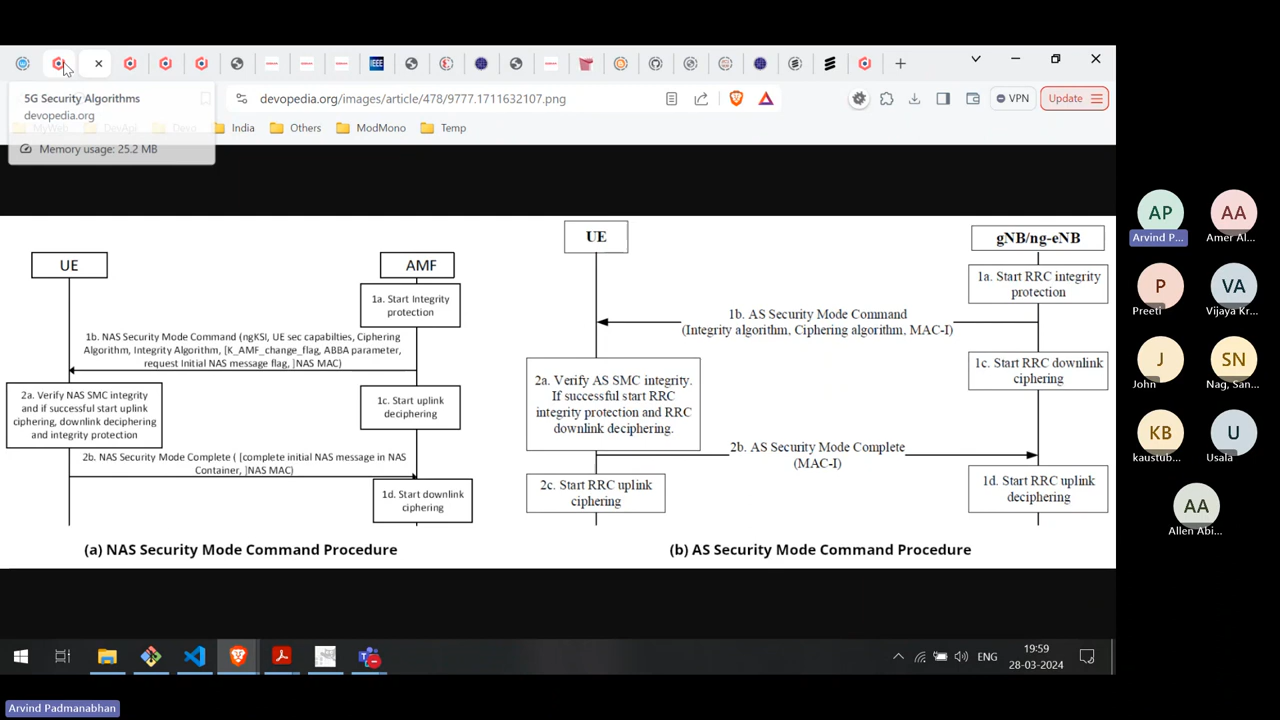 5G Security Algorithms
devopedia.org
Memory usage: 25.2 MB
devopedia.org/images/article/478/9777.1711632107.png
VPN
Update
India
Others
ModMono
Temp
UE
AMF
1a. Start Integrity
protection
1b. NAS Security Mode Command (ngKSI, UE sec capabilties, Ciphering
Algorithm, Integrity Algorithm, [K_AMF_change_flag, ABBA parameter,
request Initial NAS message flag, ]NAS MAC)
2a. Verify NAS SMC integrity
and if successful start uplink
ciphering, downlink deciphering
and integrity protection
1c. Start uplink
deciphering
2b. NAS Security Mode Complete ( [complete initial NAS message in NAS
Container, ]NAS MAC)
1d. Start downlink
ciphering
(a) NAS Security Mode Command Procedure
UE
gNB/ng-eNB
1a. Start RRC integrity
protection
1b. AS Security Mode Command
(Integrity algorithm, Ciphering algorithm, MAC-I)
1c. Start RRC downlink
ciphering
2a. Verify AS SMC integrity.
If successful start RRC
integrity protection and RRC
downlink deciphering.
2b. AS Security Mode Complete
(MAC-I)
2c. Start RRC uplink
ciphering
1d. Start RRC uplink
deciphering
(b) AS Security Mode Command Procedure
AP
Arvind P...
AA
Amer Al...
P
Preeti
VA
Vijaya Kr...
J
John
SN
Nag, San...
KB
kaustub...
U
Usala
AA
Allen Abi...
ENG
19:59
28-03-2024
Arvind Padmanabhan